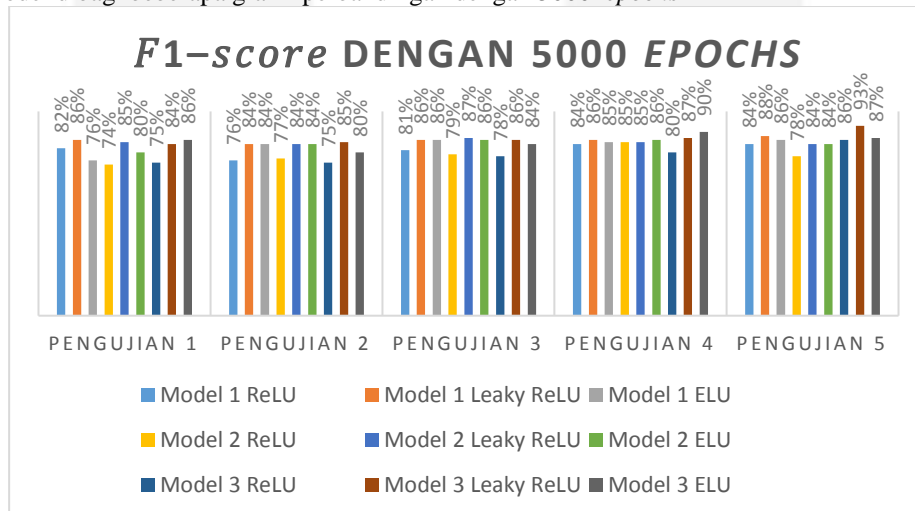 F1–score DENGAN 5000 EPOCHS
82% 86% 76% 74% 85% 80% 75% 84% 86%
76% 84% 84% 77% 84% 84% 75% 85% 80%
81% 86% 86% 79% 87% 86% 78% 86% 84%
84% 86% 85% 85% 85% 86% 80% 87% 90%
84% 88% 86% 78% 84% 84% 86% 93% 87%
PENGUJIAN 1 PENGUJIAN 2 PENGUJIAN 3 PENGUJIAN 4 PENGUJIAN 5
Model 1 ReLU Model 1 Leaky ReLU Model 1 ELU
Model 2 ReLU Model 2 Leaky ReLU Model 2 ELU
Model 3 ReLU Model 3 Leaky ReLU Model 3 ELU